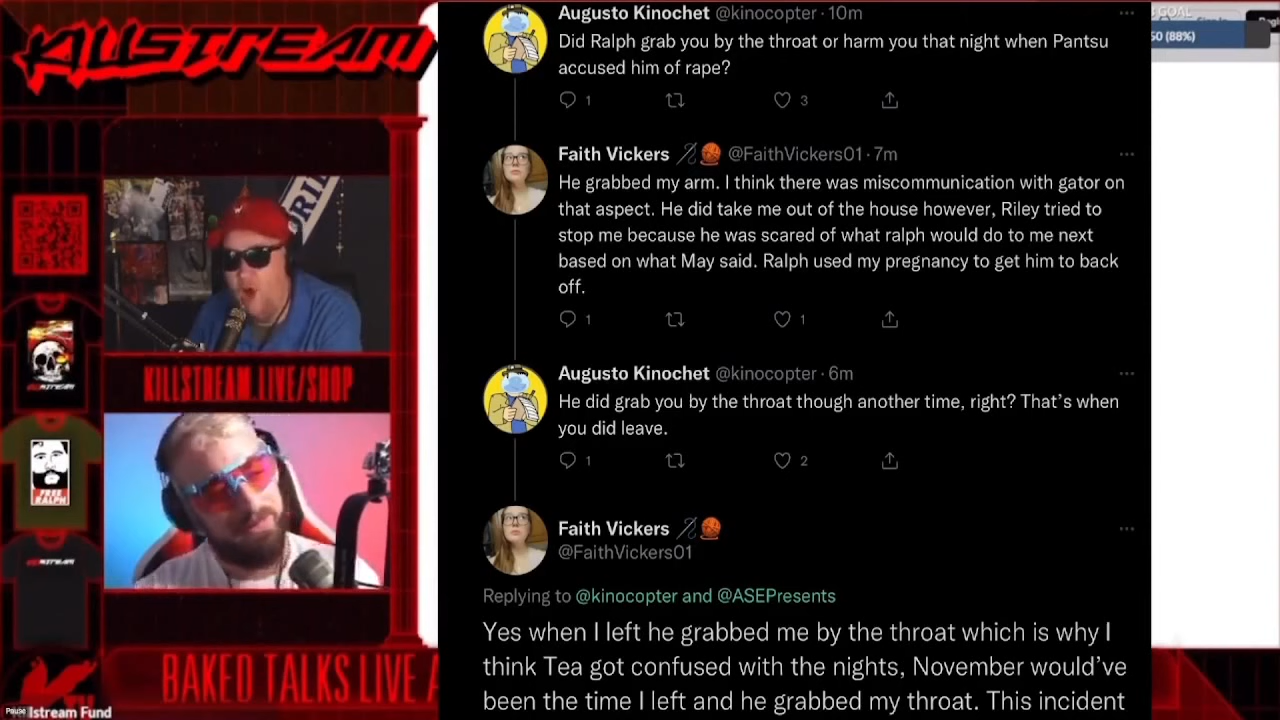 KILLSTREAM
KILLSTREAM.LIVE/SHOP
FREE
RALPH
BAKED TALKS LIVE A
Pause
llstream Fund
GOAL
50 (88%)
Augusto Kinochet @kinocopter · 10m
Did Ralph grab you by the throat or harm you that night when Pantsu
accused him of rape?
1
3
Faith Vickers @FaithVickers01 · 7m
He grabbed my arm. I think there was miscommunication with gator on
that aspect. He did take me out of the house however, Riley tried to
stop me because he was scared of what ralph would do to me next
based on what May said. Ralph used my pregnancy to get him to back
off.
1
1
Augusto Kinochet @kinocopter · 6m
He did grab you by the throat though another time, right? That's when
you did leave.
1
2
Faith Vickers
@FaithVickers01
Replying to @kinocopter and @ASEPresents
Yes when I left he grabbed me by the throat which is why I
think Tea got confused with the nights, November would've
been the time I left and he grabbed my throat. This incident